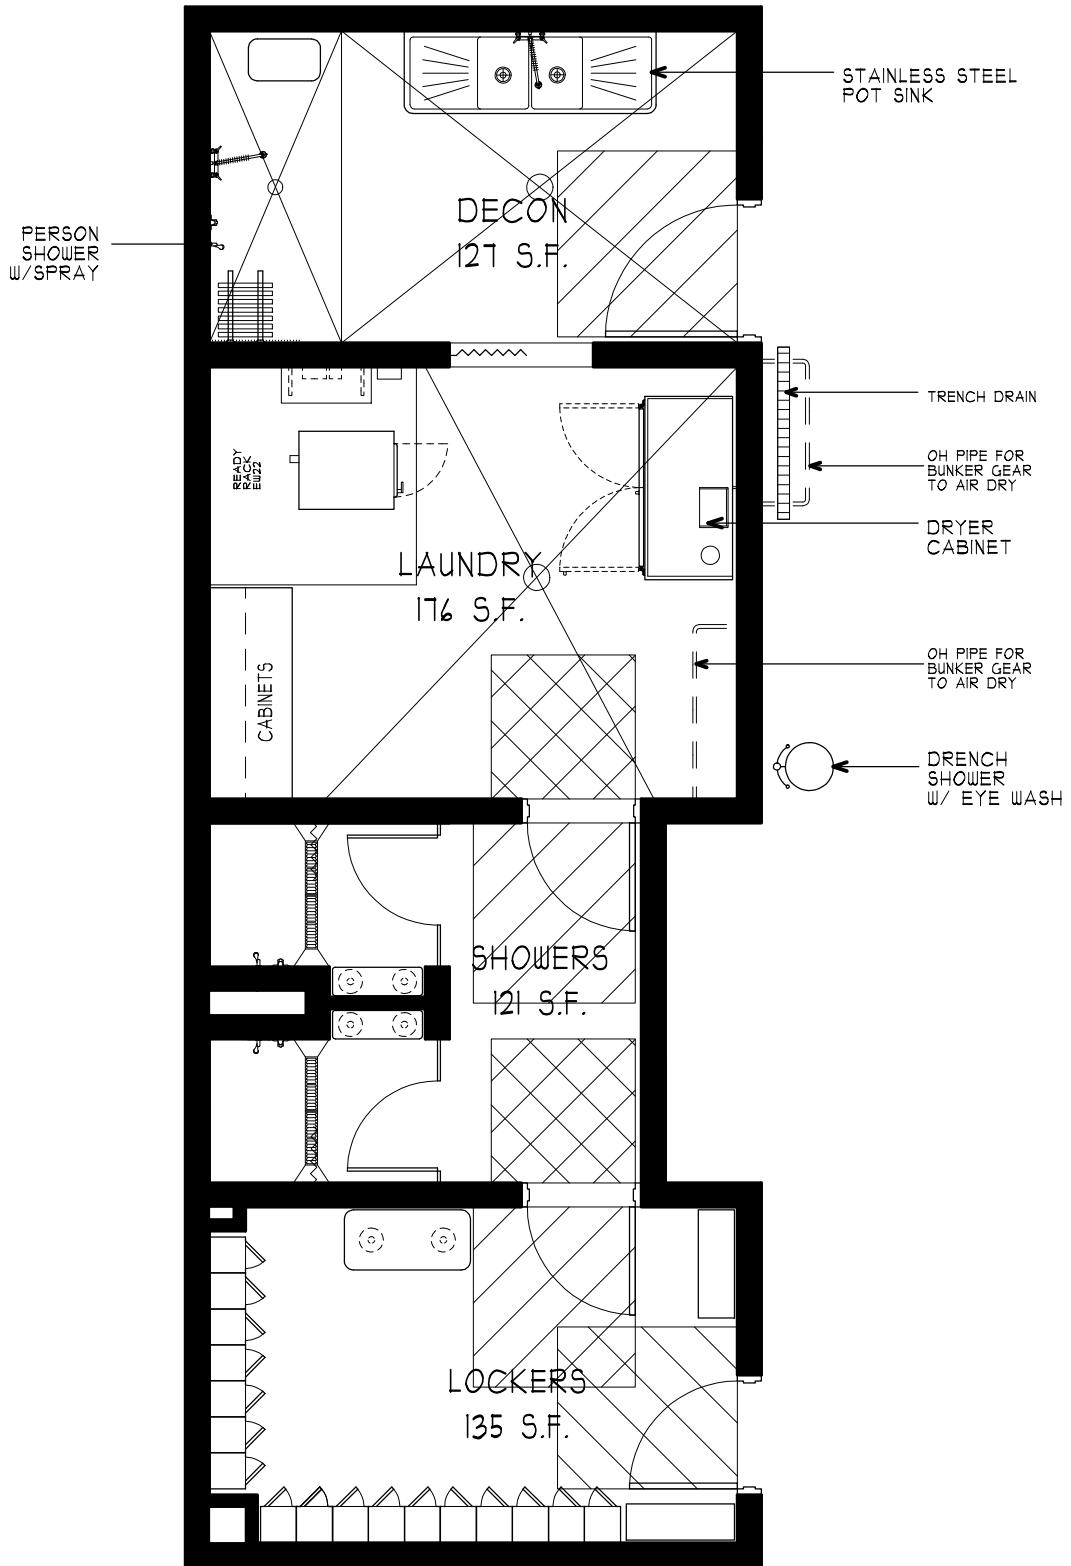 STAINLESS STEEL
POT SINK
DECON
127 S.F.
PERSON
SHOWER
W/SPRAY
TRENCH DRAIN
READY
RACK
EW22
OH PIPE FOR
BUNKER GEAR
TO AIR DRY
DRYER
CABINET
LAUNDRY
176 S.F.
CABINETS
OH PIPE FOR
BUNKER GEAR
TO AIR DRY
DRENCH
SHOWER
W/ EYE WASH
SHOWERS
121 S.F.
LOCKERS
135 S.F.